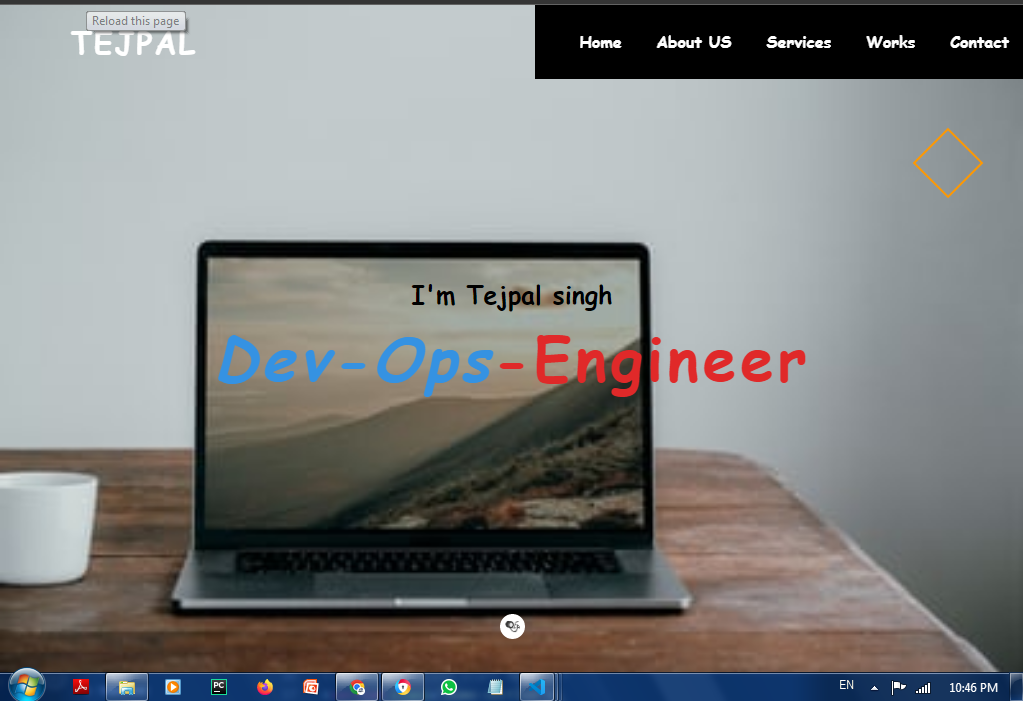 Reload this page
TEJPAL
Home About US Services Works Contact
I'm Tejpal singh
Dev-Ops-Engineer
PC
EN
10:46 PM